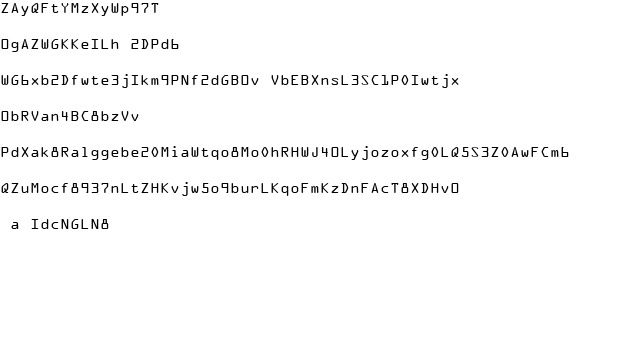 ZAyQFtYMzXyWp97T
OgAZWGKKeILh 2DPd6
WG6xb2Dfwte3jIkm9PNf2dGBOv VbEBXnsL3SC1P0Iwtjx
ObRVan4BC8bzVv
PdXak8Ralggebe20MiaWtqo8Mo0hRHWJ4OLyjozoxfg0LQ5S3Z0AwFCm6
QZuMocf8937nLtZHKvjw5o9burLKqoFmKzDnFAcT8XDHvO
a IdcNGLN8